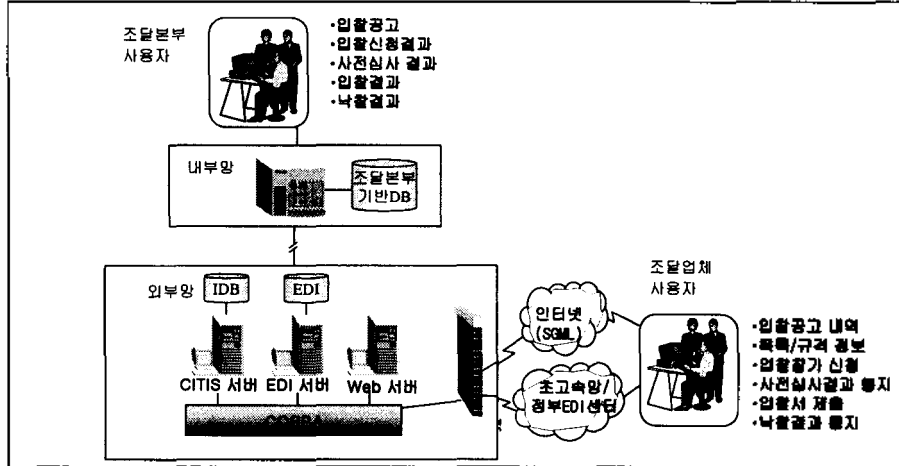 조달본부
사용자
·입찰공고
·입찰신청결과
·사전심사 결과
·입찰결과
·낙찰결과
내부망
조달본부
기반DB
외부망
IDB
EDI
CITIS 서버
EDI 서버
Web 서버
CORBA
인터넷
(SGML)
초고속망/
정부EDI센터
조달업체
사용자
·입찰공고 내역
·품목/규격 정보
·입찰참가 신청
·사전심사결과 통지
·입찰서 제출
·낙찰결과 통지